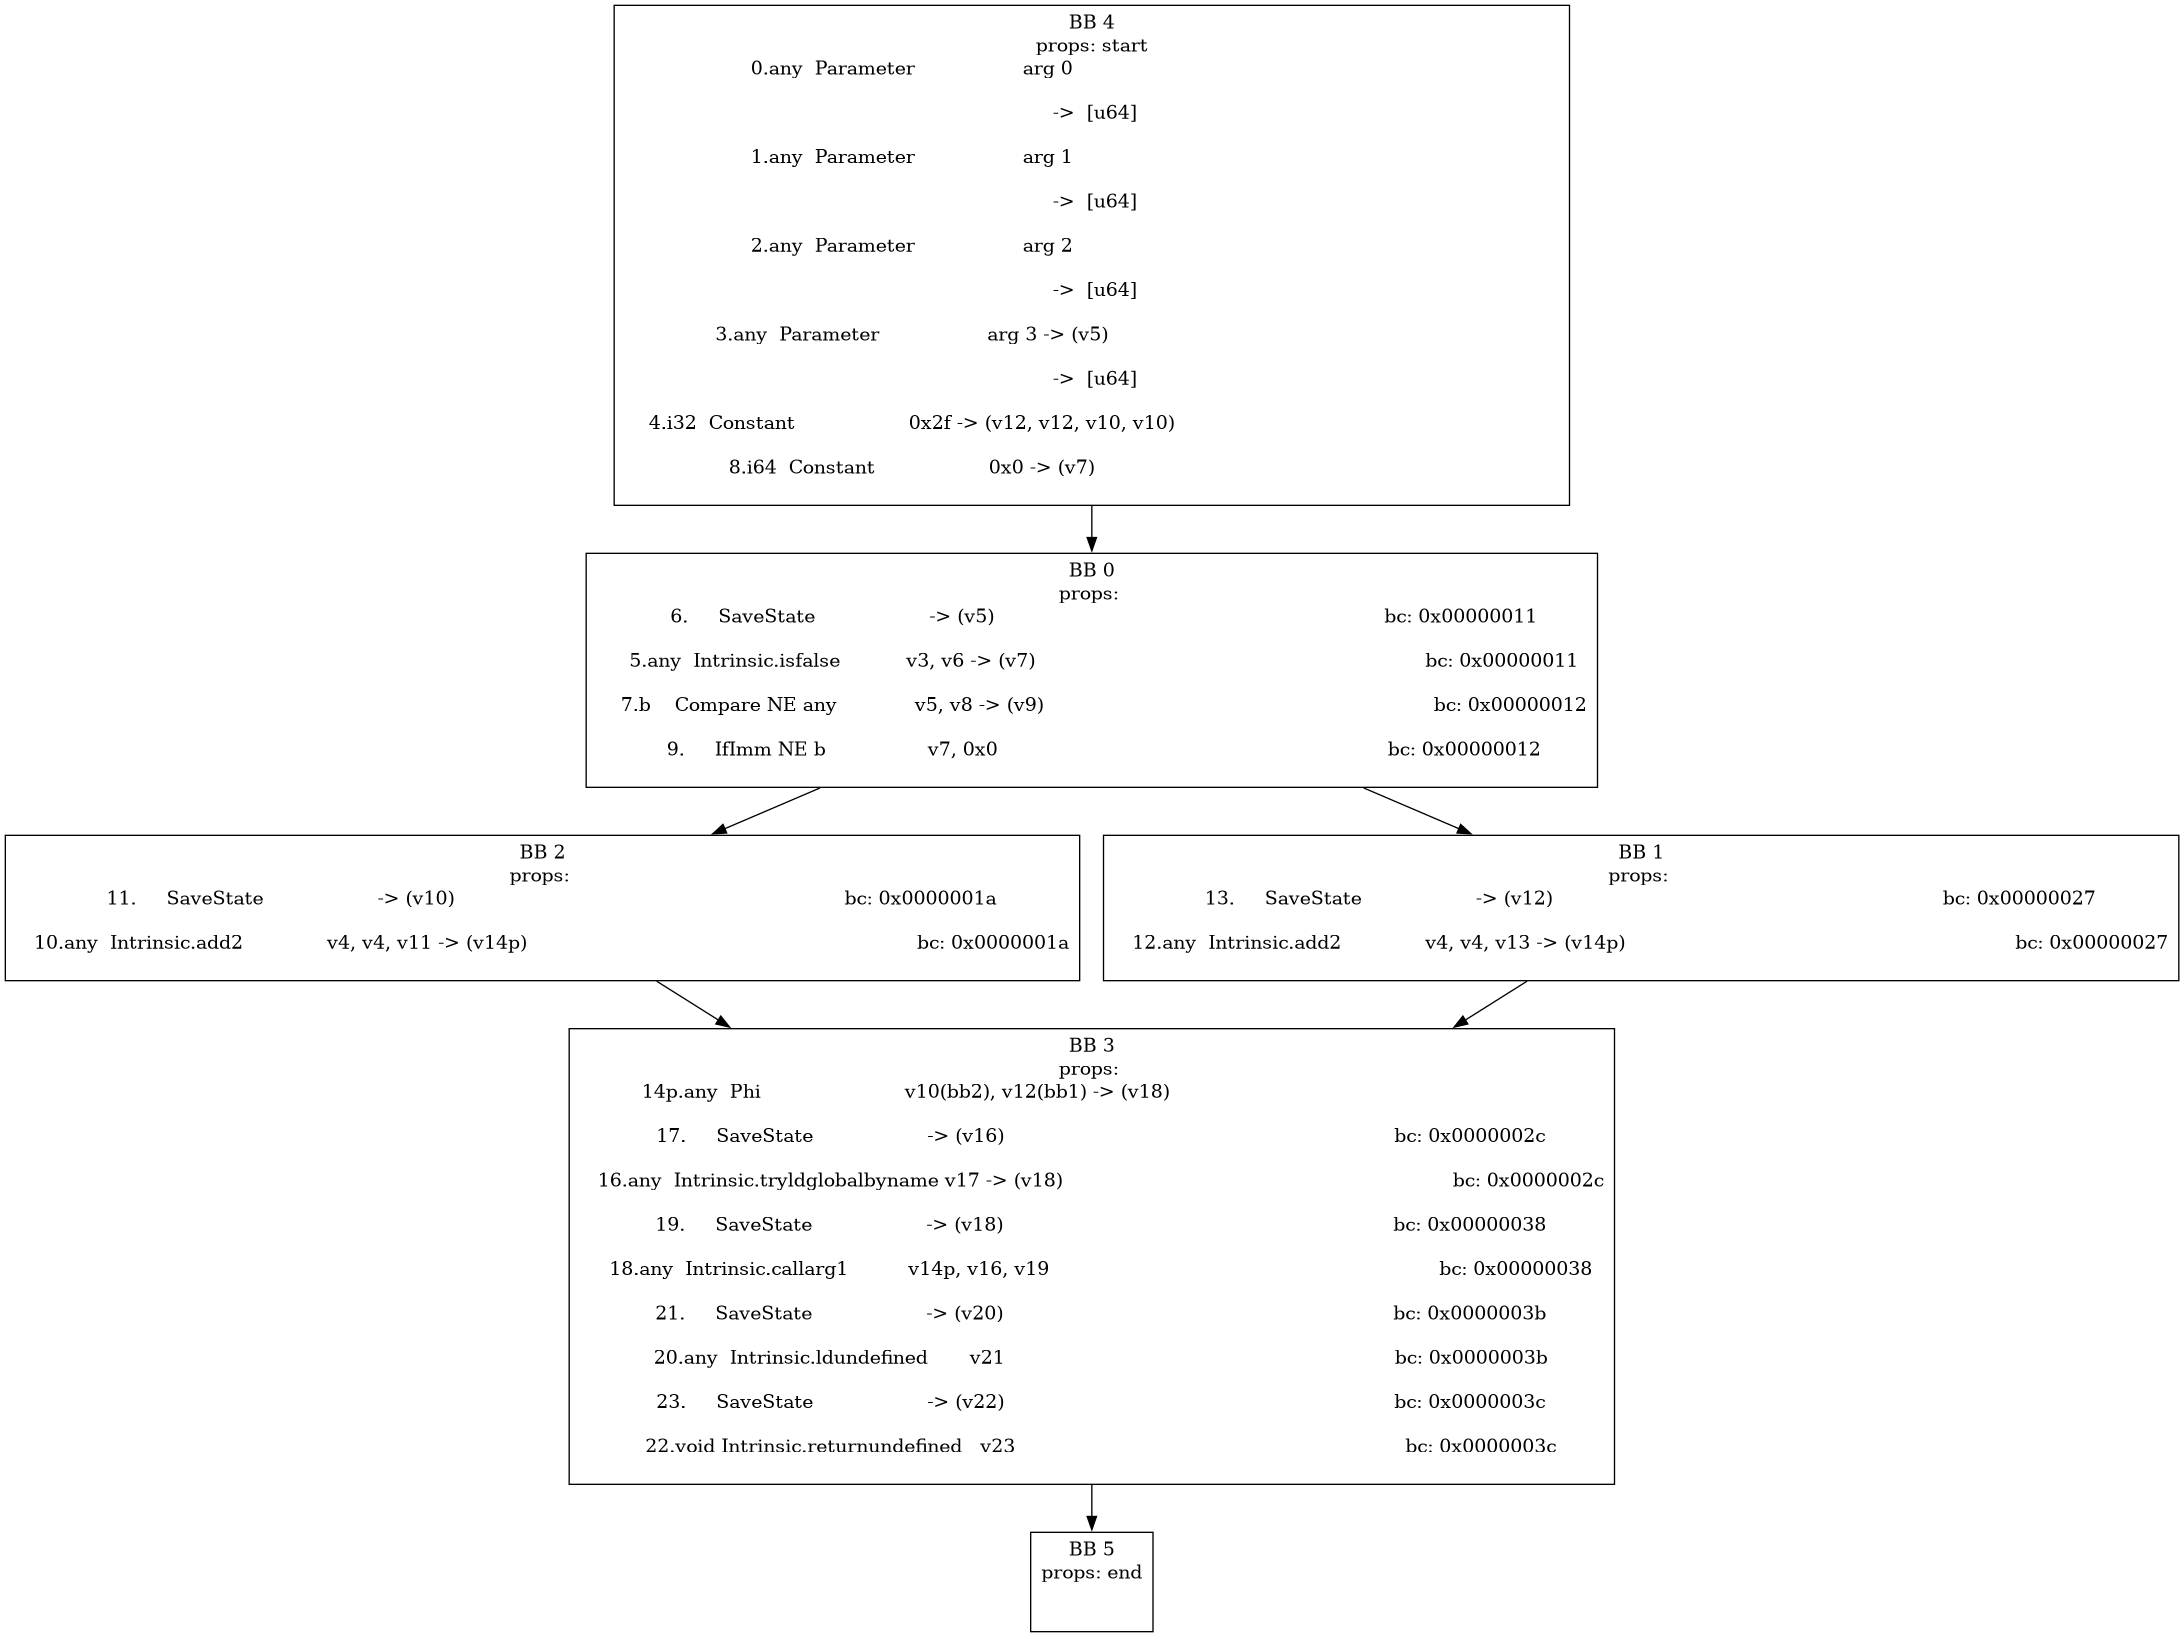 BB 4
props: start
0.any Parameter arg 0
-> [u64]
1.any Parameter arg 1
-> [u64]
2.any Parameter arg 2
-> [u64]
3.any Parameter arg 3 -> (v5)
-> [u64]
4.i32 Constant 0x2f -> (v12, v12, v10, v10)
8.i64 Constant 0x0 -> (v7)
BB 0
props:
6. SaveState -> (v5) bc: 0x00000011
5.any Intrinsic.isfalse v3, v6 -> (v7) bc: 0x00000011
7.b Compare NE any v5, v8 -> (v9) bc: 0x00000012
9. IfImm NE b v7, 0x0 bc: 0x00000012
BB 2
props:
11. SaveState -> (v10) bc: 0x0000001a
10.any Intrinsic.add2 v4, v4, v11 -> (v14p) bc: 0x0000001a
BB 1
props:
13. SaveState -> (v12) bc: 0x00000027
12.any Intrinsic.add2 v4, v4, v13 -> (v14p) bc: 0x00000027
BB 3
props:
14p.any Phi v10(bb2), v12(bb1) -> (v18)
17. SaveState -> (v16) bc: 0x0000002c
16.any Intrinsic.tryldglobalbyname v17 -> (v18) bc: 0x0000002c
19. SaveState -> (v18) bc: 0x00000038
18.any Intrinsic.callarg1 v14p, v16, v19 bc: 0x00000038
21. SaveState -> (v20) bc: 0x0000003b
20.any Intrinsic.ldundefined v21 bc: 0x0000003b
23. SaveState -> (v22) bc: 0x0000003c
22.void Intrinsic.returnundefined v23 bc: 0x0000003c
BB 5
props: end